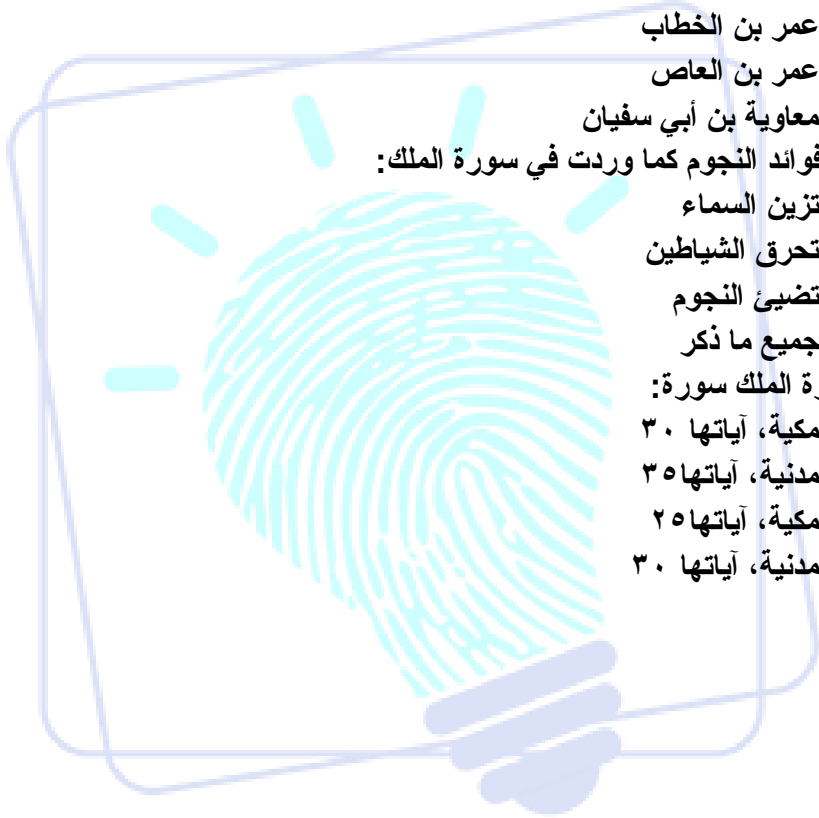 عمر بن الخطاب
عمر بن العاص
معاوية بن أبي سفيان
فوائد النجوم كما وردت في سورة الملك:
تزين السماء
تحرق الشياطين
تضيئ النجوم
جميع ما ذكر
رة الملك سورة:
مكية، آياتها ٣٠
مدنية، آياتها٣٥
مكية، آياتها٢٥
مدنية، آياتها ٣٠